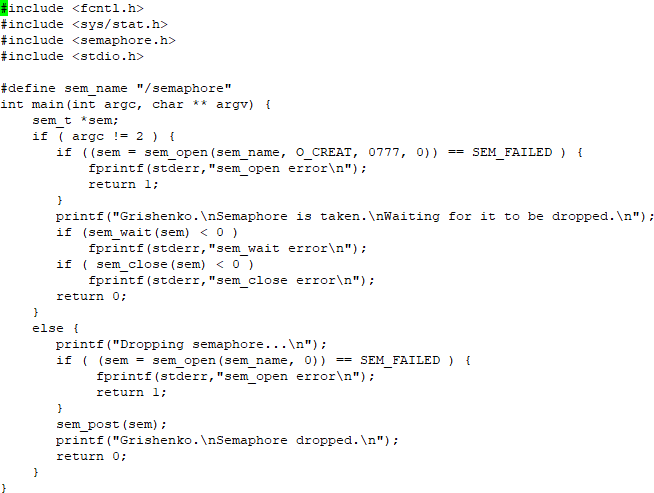 #include <fcntl.h>
#include <sys/stat.h>
#include <semaphore.h>
#include <stdio.h>

#define sem_name "/semaphore"
int main(int argc, char ** argv) {
    sem_t *sem;
    if ( argc != 2 ) {
       if ((sem = sem_open(sem_name, O_CREAT, 0777, 0)) == SEM_FAILED ) {
           fprintf(stderr,"sem_open error\n");
           return 1;
       }
       printf("Grishenko.\nSemaphore is taken.\nWaiting for it to be dropped.\n");
       if (sem_wait(sem) < 0 )
           fprintf(stderr,"sem_wait error\n");
       if ( sem_close(sem) < 0 )
           fprintf(stderr,"sem_close error\n");
       return 0;
    }
    else {
       printf("Dropping semaphore...\n");
       if ( (sem = sem_open(sem_name, 0)) == SEM_FAILED ) {
            fprintf(stderr,"sem_open error\n");
            return 1;
       }
       sem_post(sem);
       printf("Grishenko.\nSemaphore dropped.\n");
       return 0;
    }
}